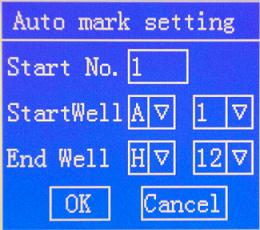 Auto mark setting
Start No. 1
StartWell A 1
End Well H 12
OK Cancel